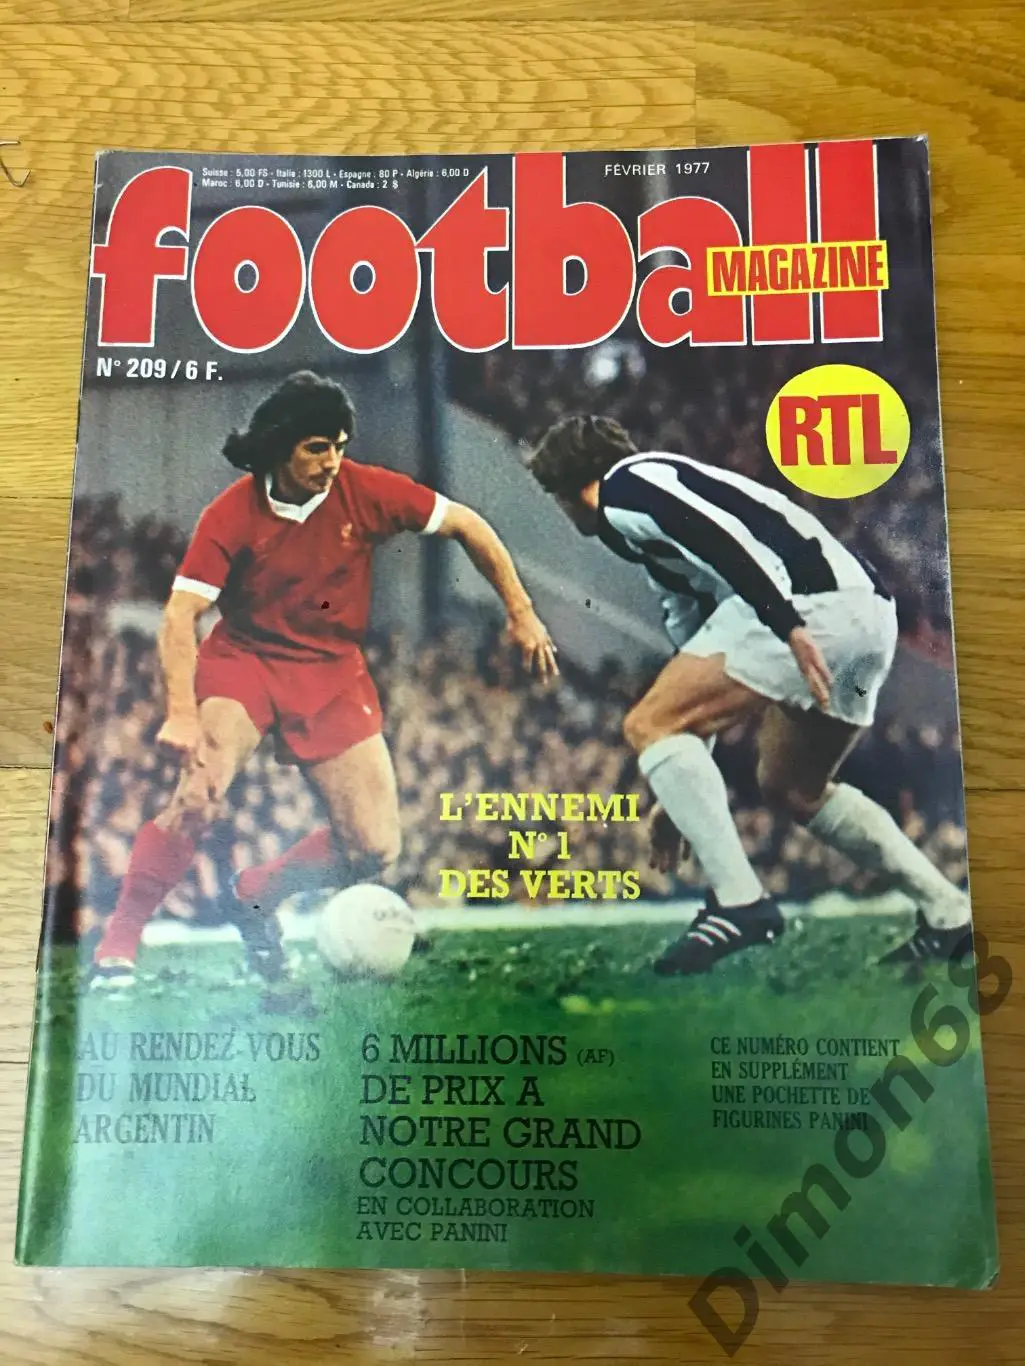 Suisse : 5,00 FS - Italie : 1300 L - Espagne : 80 P - Algérie : 6,00 D
Maroc : 6,00 D - Tunisie : 6,00 M - Canada : 2 $
FÉVRIER 1977
football
MAGAZINE
N° 209/6 F.
RTL
L'ENNEMI
N° 1
DES VERTS
AU RENDEZ-VOUS
DU MUNDIAL
ARGENTIN
6 MILLIONS (AF)
DE PRIX A
NOTRE GRAND
CONCOURS
EN COLLABORATION
AVEC PANINI
CE NUMÉRO CONTIENT
EN SUPPLÉMENT
UNE POCHETTE DE
FIGURINES PANINI
Dimon68